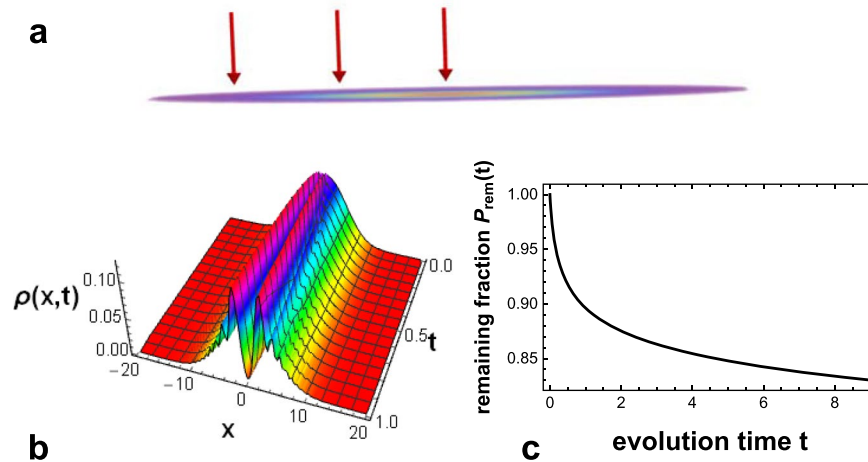 a
ρ(x,t)
0.10
0.05
0.00
-20
-10
0
10
20
x
0.0
0.5
1.0
t
b
remaining fraction P_rem(t)
1.00
0.95
0.90
0.85
0 2 4 6 8
evolution time t
c